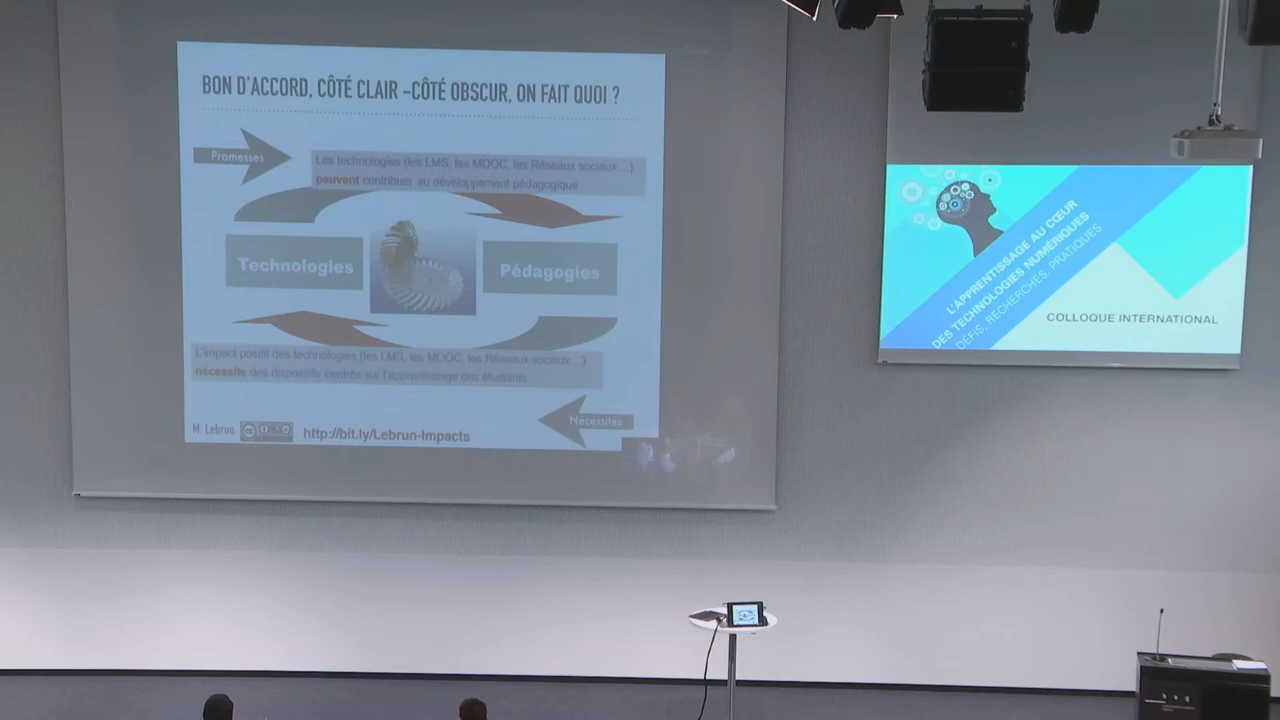 BON D'ACCORD, CÔTÉ CLAIR -CÔTÉ OBSCUR, ON FAIT QUOI ?
Promesses
Les technologies (les LMS, les MOOC, les Réseaux sociaux ...)
peuvent contribuer au développement pédagogique
Technologies
Pédagogies
L'impact positif des technologies (les LMS, les MOOC, les Réseaux sociaux ...)
nécessite des dispositifs centrés sur l'apprentissage des étudiants
Nécessités
M. Lebrun
http://bit.ly/Lebrun-Impacts
L'APPRENTISSAGE AU CŒUR
DES TECHNOLOGIES NUMÉRIQUES
DÉFIS, RECHERCHES, PRATIQUES
COLLOQUE INTERNATIONAL
h e g